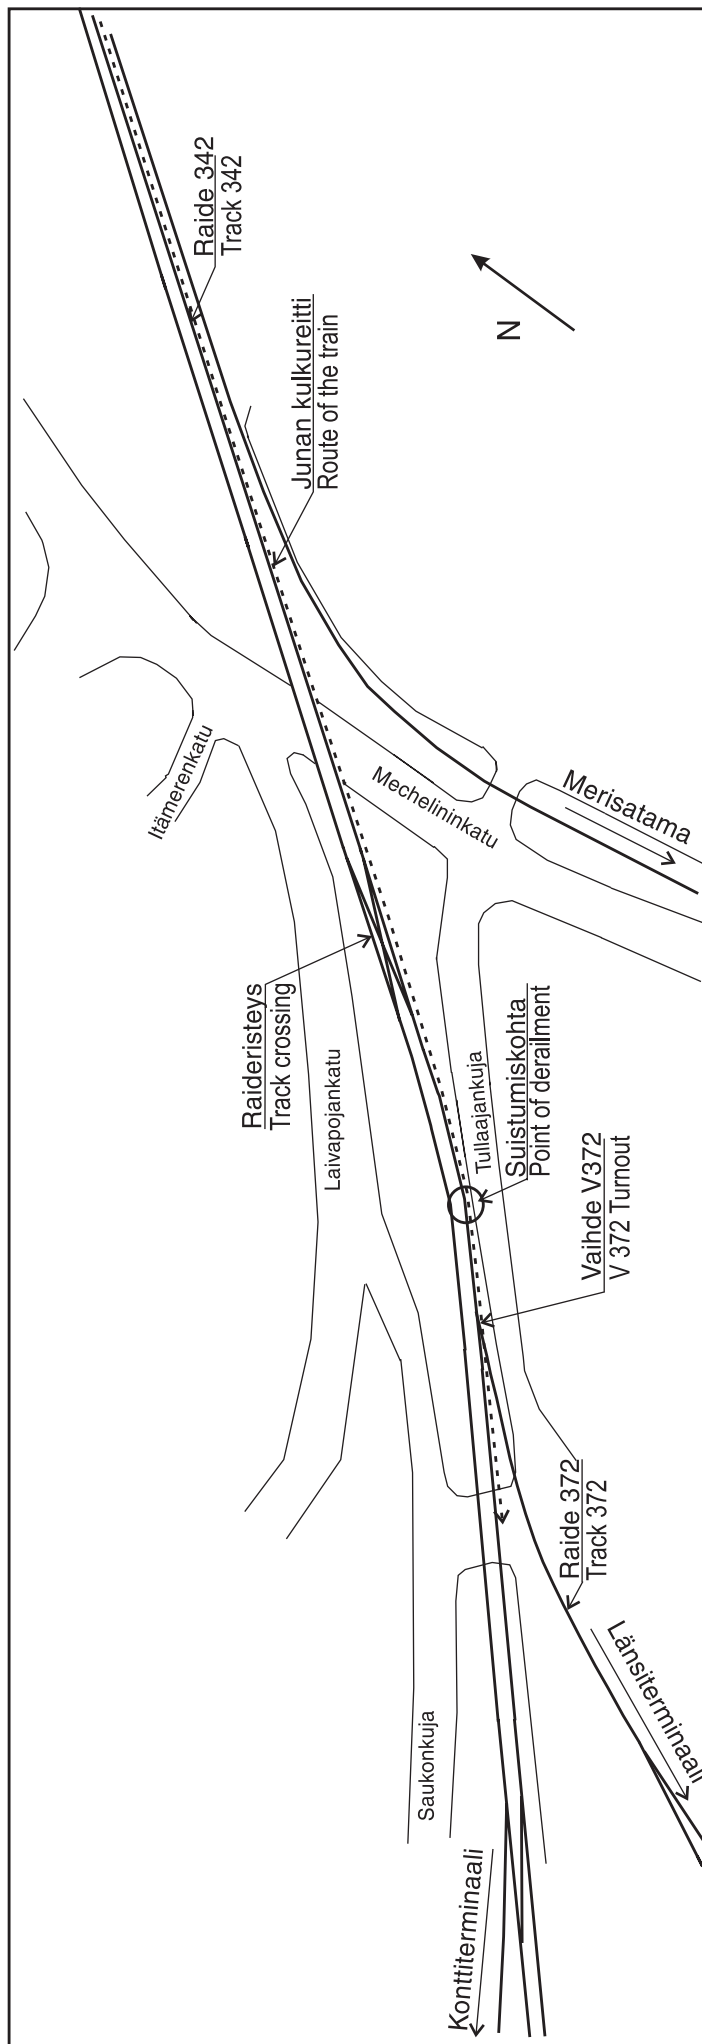 Raide 342
Track 342
N
Junan kulkureitti
Route of the train
Itämerenkatu
Mechelininkatu
Merisatama
Raideristeys
Track crossing
Laivapojankatu
Tullaajankuja
Suistumiskohta
Point of derailment
Vaihde V372
V 372 Turnout
Raide 372
Track 372
Länsiterminaali
Saukonkuja
Konttiterminaali